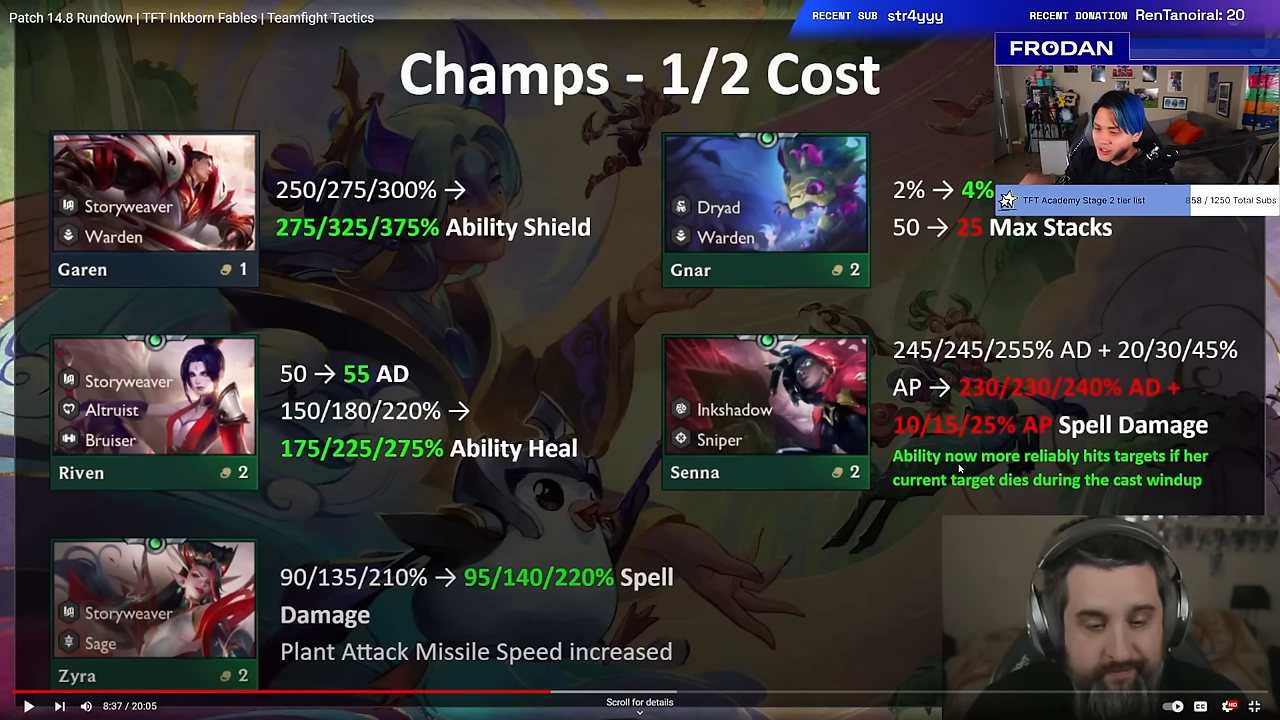 Patch 14.8 Rundown | TFT Inkborn Fables | Teamfight Tactics
RECENT SUB str4yyy
RECENT DONATION RenTanoiral: 20
FRODAN
Champs - 1/2 Cost
Storyweaver
Warden
Garen 1
250/275/300% →
275/325/375% Ability Shield
Dryad
Warden
Gnar 2
2% → 4%
50 → 25 Max Stacks
TFT Academy Stage 2 tier list
858 / 1250 Total Subs
Storyweaver
Altruist
Bruiser
Riven 2
50 → 55 AD
150/180/220% →
175/225/275% Ability Heal
Inkshadow
Sniper
Senna 2
245/245/255% AD + 20/30/45%
AP → 230/230/240% AD +
10/15/25% AP Spell Damage
Ability now more reliably hits targets if her
current target dies during the cast windup
Storyweaver
Sage
Zyra 2
90/135/210% → 95/140/220% Spell
Damage
Plant Attack Missile Speed increased
8:37 / 20:05
Scroll for details
CC
HD